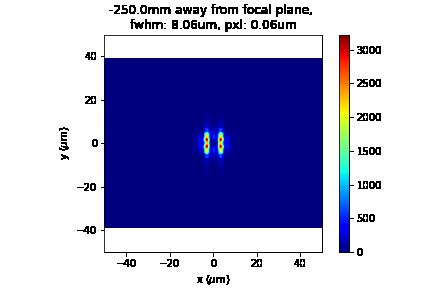 -250.0mm away from focal plane,
fwhm: 8.06um, pxl: 0.06um
40
20
0
−20
−40
y (μm)
−40 −20 0 20 40
x (μm)
3000
2500
2000
1500
1000
500
0